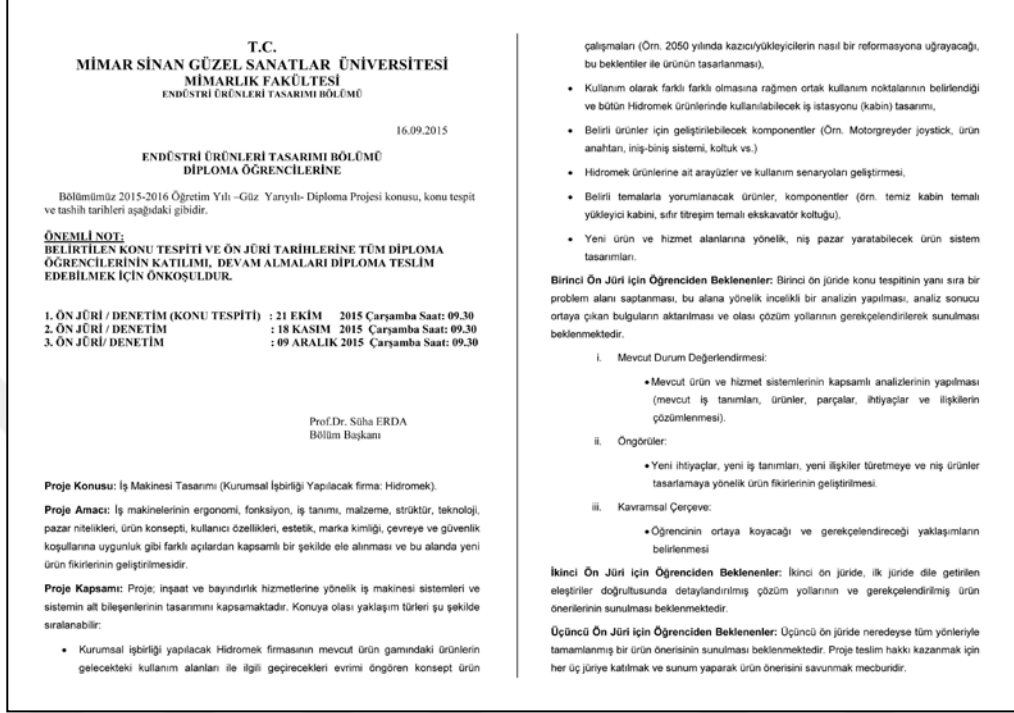 T.C.
MİMAR SİNAN GÜZEL SANATLAR ÜNİVERSİTESİ
MİMARLIK FAKÜLTESİ
ENDÜSTRİ ÜRÜNLERİ TASARIMI BÖLÜMÜ
16.09.2015
ENDÜSTRİ ÜRÜNLERİ TASARIMI BÖLÜMÜ
DİPLOMA ÖĞRENCİLERİNE
Bölümümüz 2015-2016 Öğretim Yılı –Güz Yarıyılı- Diploma Projesi konusu, konu tespit
ve tashih tarihleri aşağıdaki gibidir.
ÖNEMLİ NOT:
BELİRTİLEN KONU TESPİTİ VE ÖN JÜRİ TARİHLERİNE TÜM DİPLOMA
ÖĞRENCİLERİNİN KATILIMI, DEVAM ALMALARI DİPLOMA TESLİM
EDEBİLMEK İÇİN ÖNKOŞULDUR.
1. ÖN JÜRİ / DENETİM (KONU TESPİTİ) : 21 EKİM 2015 Çarşamba Saat: 09.30
2. ÖN JÜRİ / DENETİM : 18 KASIM 2015 Çarşamba Saat: 09.30
3. ÖN JÜRİ/ DENETİM : 09 ARALIK 2015 Çarşamba Saat: 09.30
Prof.Dr. Süha ERDA
Bölüm Başkanı
Proje Konusu: İş Makinesi Tasarımı (Kurumsal İşbirliği Yapılacak firma: Hidromek).
Proje Amacı: İş makinelerinin ergonomi, fonksiyon, iş tanımı, malzeme, strüktür, teknoloji,
pazar nitelikleri, ürün konsepti, kullanıcı özellikleri, estetik, marka kimliği, çevreye ve güvenlik
koşullarına uygunluk gibi farklı açılardan kapsamlı bir şekilde ele alınması ve bu alanda yeni
ürün fikirlerinin geliştirilmesidir.
Proje Kapsamı: Proje; inşaat ve bayındırlık hizmetlerine yönelik iş makinesi sistemleri ve
sistemin alt bileşenlerinin tasarımını kapsamaktadır. Konuya olası yaklaşım türleri şu şekilde
sıralanabilir:
• Kurumsal işbirliği yapılacak Hidromek firmasının mevcut ürün gamındaki ürünlerin
gelecekteki kullanım alanları ile ilgili geçirecekleri evrimi öngören konsept ürün
çalışmaları (Örn. 2050 yılında kazıcı/yükleyicilerin nasıl bir reformasyona uğrayacağı,
bu beklentiler ile ürünün tasarlanması),
• Kullanım olarak farklı farklı olmasına rağmen ortak kullanım noktalarının belirlendiği
ve bütün Hidromek ürünlerinde kullanılabilecek iş istasyonu (kabin) tasarımı,
• Belirli ürünler için geliştirilebilecek komponentler (Örn. Motorgreyder joystick, ürün
anahtarı, iniş-biniş sistemi, koltuk vs.)
• Hidromek ürünlerine ait arayüzler ve kullanım senaryoları geliştirmesi,
• Belirli temalarla yorumlanacak ürünler, komponentler (örn. temiz kabin temalı
yükleyici kabini, sıfır titreşim temalı ekskavatör koltuğu),
• Yeni ürün ve hizmet alanlarına yönelik, niş pazar yaratabilecek ürün sistem
tasarımları.
Birinci Ön Jüri için Öğrenciden Beklenenler: Birinci ön jüride konu tespitinin yanı sıra bir
problem alanı saptanması, bu alana yönelik incelikli bir analizin yapılması, analiz sonucu
ortaya çıkan bulguların aktarılması ve olası çözüm yollarının gerekçelendirilerek sunulması
beklenmektedir.
i. Mevcut Durum Değerlendirmesi:
• Mevcut ürün ve hizmet sistemlerinin kapsamlı analizlerinin yapılması
(mevcut iş tanımları, ürünler, parçalar, ihtiyaçlar ve ilişkilerin
çözümlenmesi).
ii. Öngörüler:
• Yeni ihtiyaçlar, yeni iş tanımları, yeni ilişkiler türetmeye ve niş ürünler
tasarlamaya yönelik ürün fikirlerinin geliştirilmesi.
iii. Kavramsal Çerçeve:
• Öğrencinin ortaya koyacağı ve gerekçelendireceği yaklaşımların
belirlenmesi
İkinci Ön Jüri için Öğrenciden Beklenenler: İkinci ön jüride, ilk jüride dile getirilen
eleştiriler doğrultusunda detaylandırılmış çözüm yollarının ve gerekçelendirilmiş ürün
önerilerinin sunulması beklenmektedir.
Üçüncü Ön Jüri için Öğrenciden Beklenenler: Üçüncü ön jüride neredeyse tüm yönleriyle
tamamlanmış bir ürün önerisinin sunulması beklenmektedir. Proje teslim hakkı kazanmak için
her üç jüriye katılmak ve sunum yaparak ürün önerisini savunmak mecburidir.